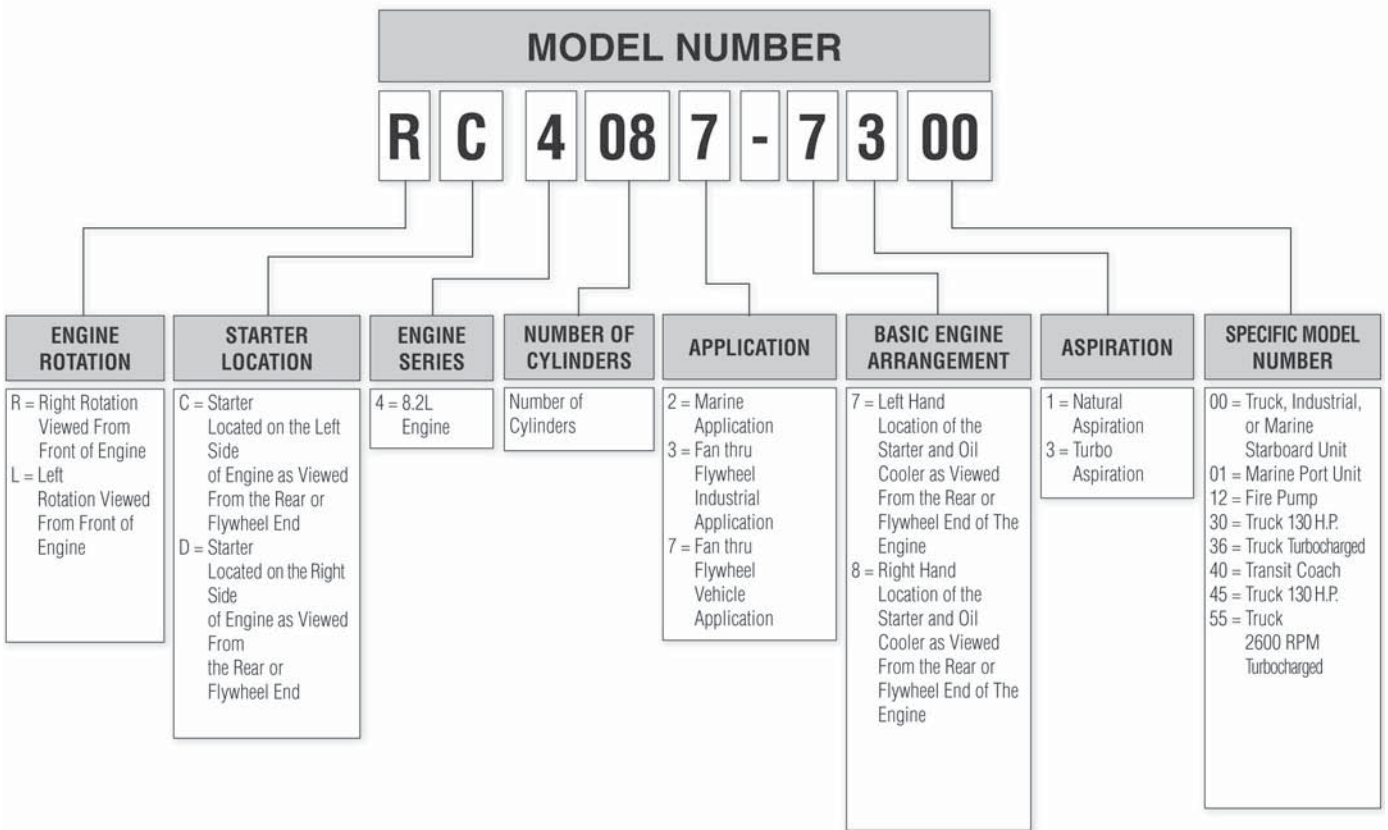 MODEL NUMBER
R C 4 08 7 - 7 3 00
ENGINE
ROTATION
R = Right Rotation
Viewed From
Front of Engine
L = Left
Rotation Viewed
From Front of
Engine
STARTER
LOCATION
C = Starter
Located on the Left
Side
of Engine as Viewed
From the Rear or
Flywheel End
D = Starter
Located on the Right
Side
of Engine as Viewed
From
the Rear or
Flywheel End
ENGINE
SERIES
4 = 8.2L
Engine
NUMBER OF
CYLINDERS
Number of
Cylinders
APPLICATION
2 = Marine
Application
3 = Fan thru
Flywheel
Industrial
Application
7 = Fan thru
Flywheel
Vehicle
Application
BASIC ENGINE
ARRANGEMENT
7 = Left Hand
Location of the
Starter and Oil
Cooler as Viewed
From the Rear or
Flywheel End of The
Engine
8 = Right Hand
Location of the
Starter and Oil
Cooler as Viewed
From the Rear or
Flywheel End of The
Engine
ASPIRATION
1 = Natural
Aspiration
3 = Turbo
Aspiration
SPECIFIC MODEL
NUMBER
00 = Truck, Industrial,
or Marine
Starboard Unit
01 = Marine Port Unit
12 = Fire Pump
30 = Truck 130 H.P.
36 = Truck Turbocharged
40 = Transit Coach
45 = Truck 130 H.P.
55 = Truck
2600 RPM
Turbocharged